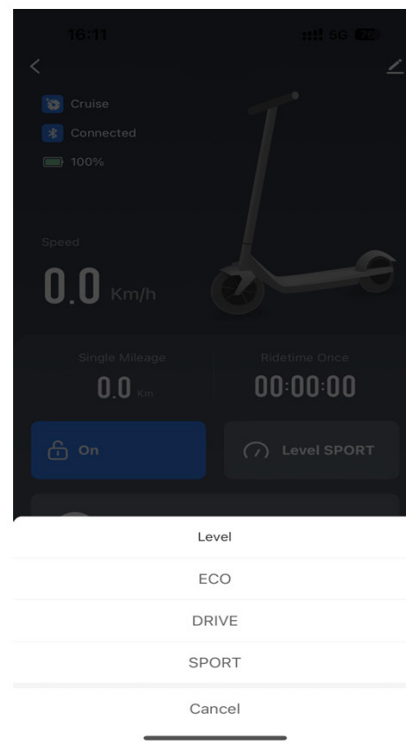 16:11 5G 76
Cruise
Connected
100%
Speed
0.0 Km/h
Single Mileage Ridetime Once
0.0 Km 00:00:00
On Level SPORT
Level
ECO
DRIVE
SPORT
Cancel